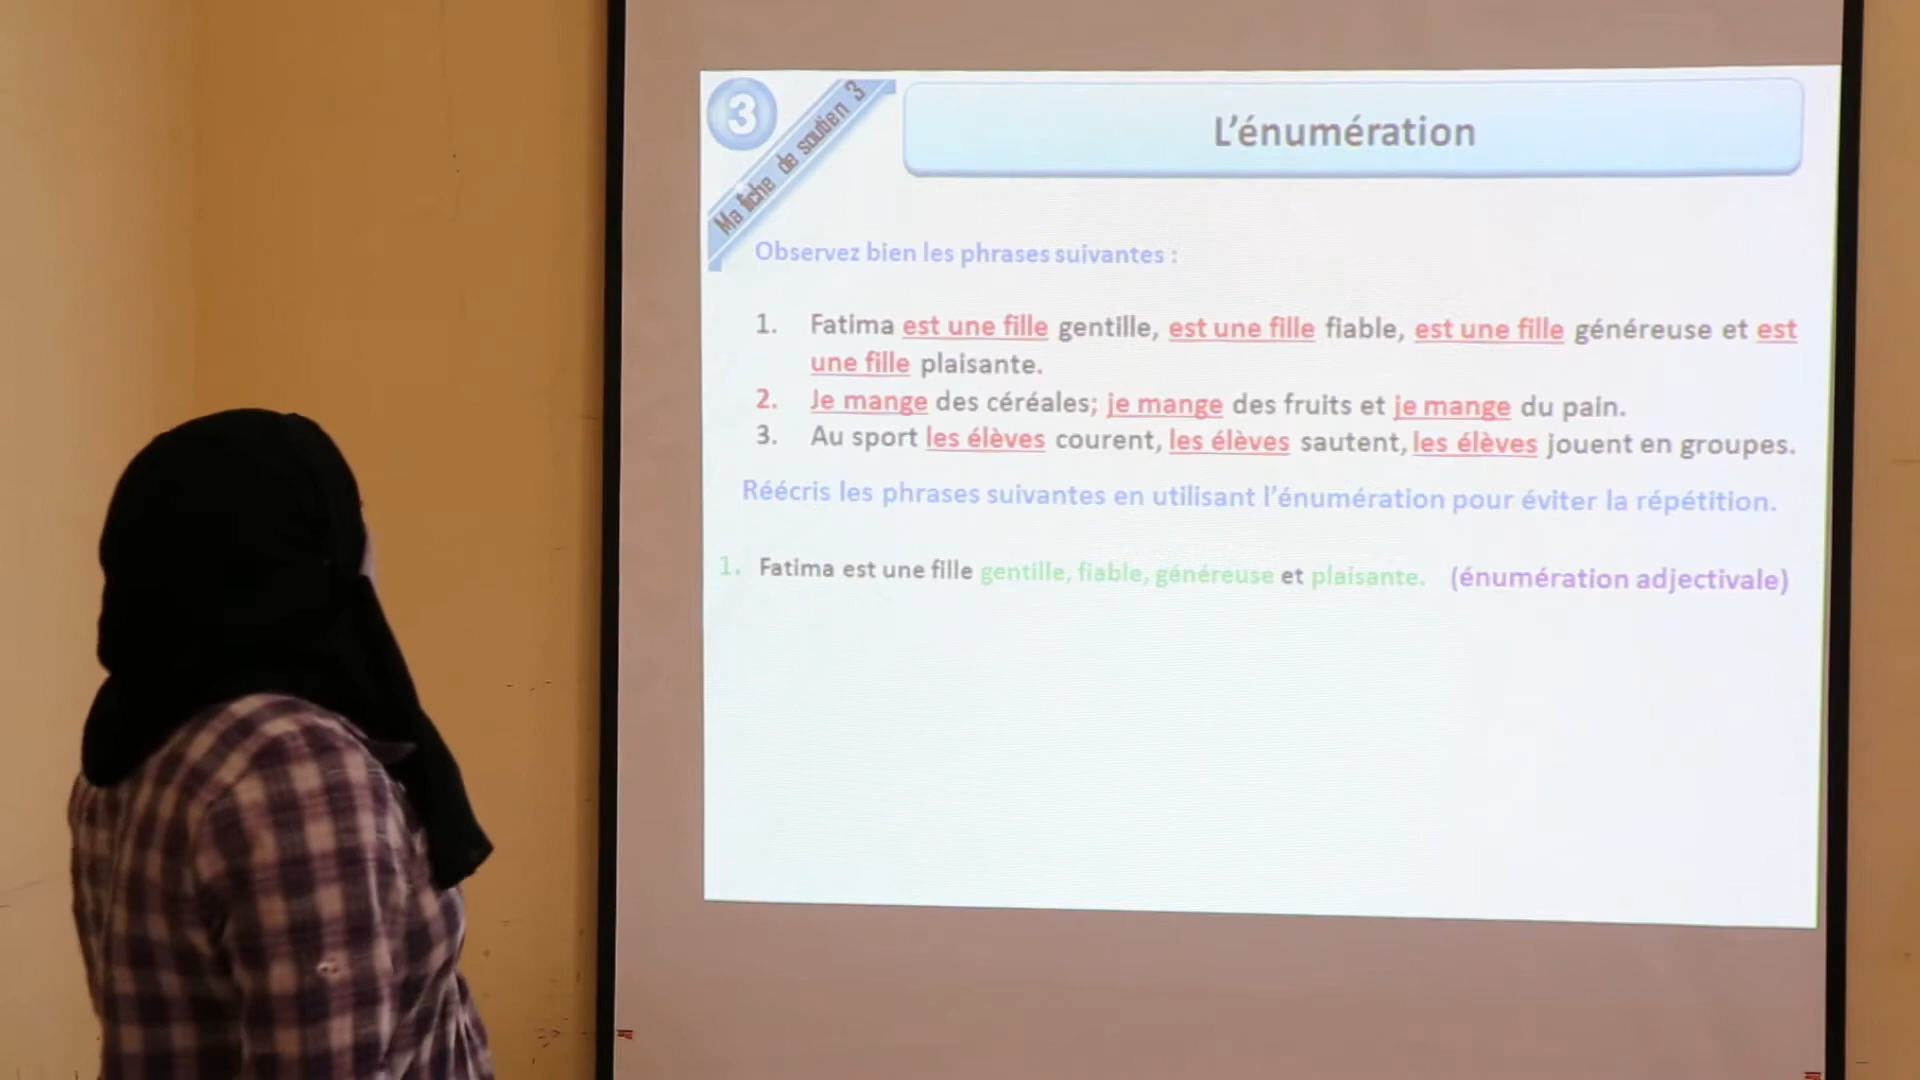 3
Ma fiche de soutien 3
L’énumération
Observez bien les phrases suivantes :
1. Fatima est une fille gentille, est une fille fiable, est une fille généreuse et est
une fille plaisante.
2. Je mange des céréales; je mange des fruits et je mange du pain.
3. Au sport les élèves courent, les élèves sautent, les élèves jouent en groupes.
Réécris les phrases suivantes en utilisant l’énumération pour éviter la répétition.
1. Fatima est une fille gentille, fiable, généreuse et plaisante. (énumération adjectivale)